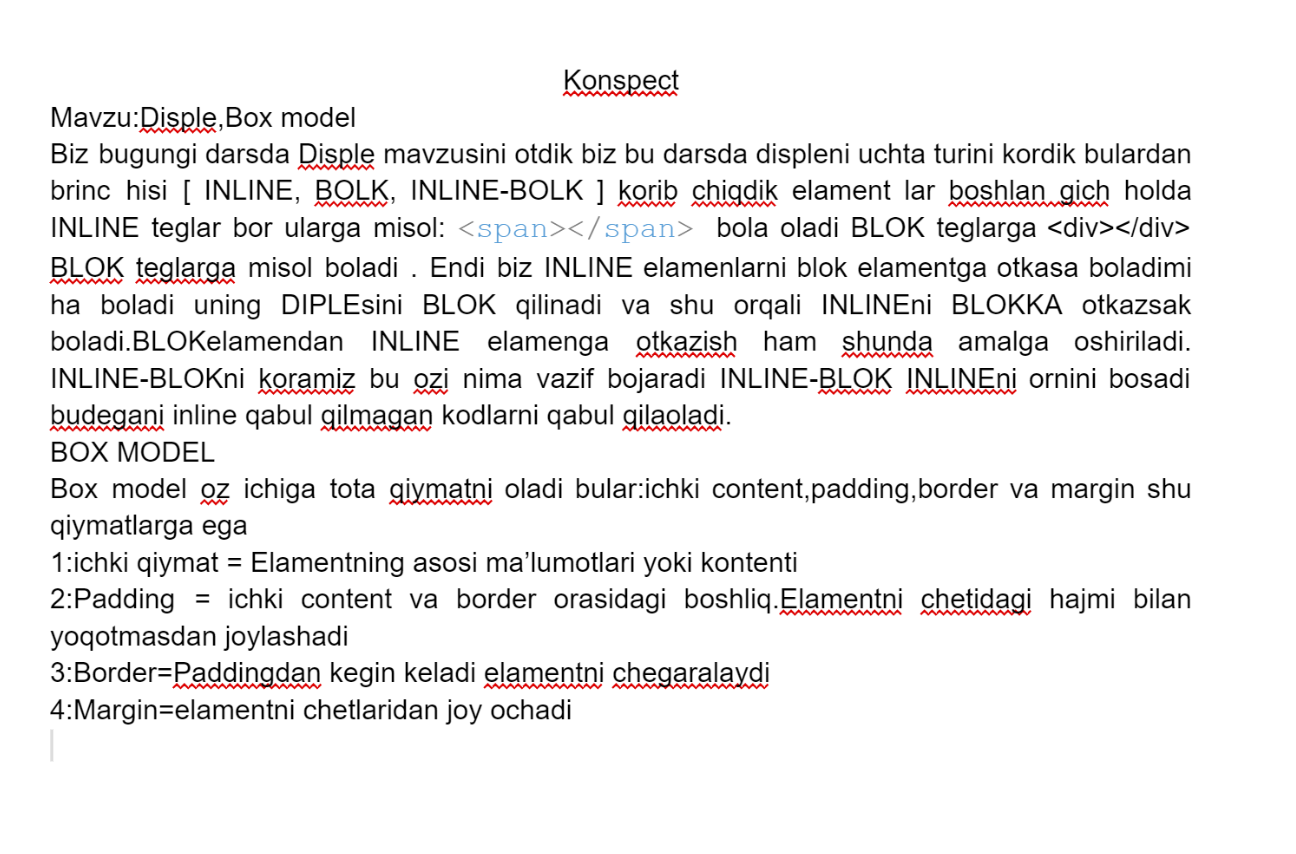 Konspect
Mavzu:Disple,Box model
Biz bugungi darsda Disple mavzusini otdik biz bu darsda displeni uchta turini kordik bulardan
brinc hisi [ INLINE, BOLK, INLINE-BOLK ] korib chiqdik elament lar boshlan gich holda
INLINE teglar bor ularga misol: <span></span> bola oladi BLOK teglarga <div></div>
BLOK teglarga misol boladi . Endi biz INLINE elamenlarni blok elamentga otkasa boladimi
ha boladi uning DIPLEsini BLOK qilinadi va shu orqali INLINEni BLOKKA otkazsak
boladi.BLOKelamendan INLINE elamenga otkazish ham shunda amalga oshiriladi.
INLINE-BLOKni koramiz bu ozi nima vazif bojaradi INLINE-BLOK INLINEni ornini bosadi
budegani inline qabul qilmagan kodlarni qabul qilaoladi.
BOX MODEL
Box model oz ichiga tota qiymatni oladi bular:ichki content,padding,border va margin shu
qiymatlarga ega
1:ichki qiymat = Elamentning asosi ma’lumotlari yoki kontenti
2:Padding = ichki content va border orasidagi boshliq.Elamentni chetidagi hajmi bilan
yoqotmasdan joylashadi
3:Border=Paddingdan kegin keladi elamentni chegaralaydi
4:Margin=elamentni chetlaridan joy ochadi